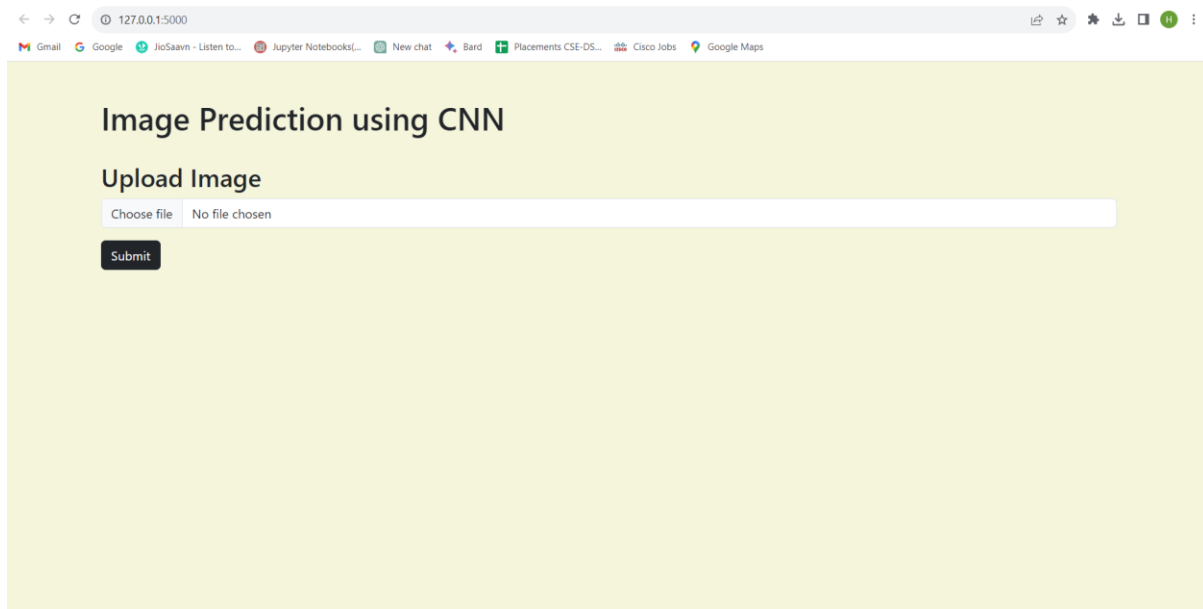 127.0.0.1:5000
H
Gmail Google JioSaavn - Listen to... Jupyter Notebooks(... New chat Bard Placements CSE-DS... Cisco Jobs Google Maps
Image Prediction using CNN
Upload Image
Choose file No file chosen
Submit